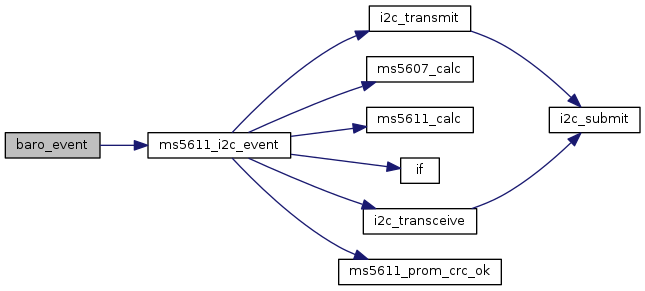 baro_event
ms5611_i2c_event
i2c_transmit
ms5607_calc
ms5611_calc
if
i2c_transceive
ms5611_prom_crc_ok
i2c_submit